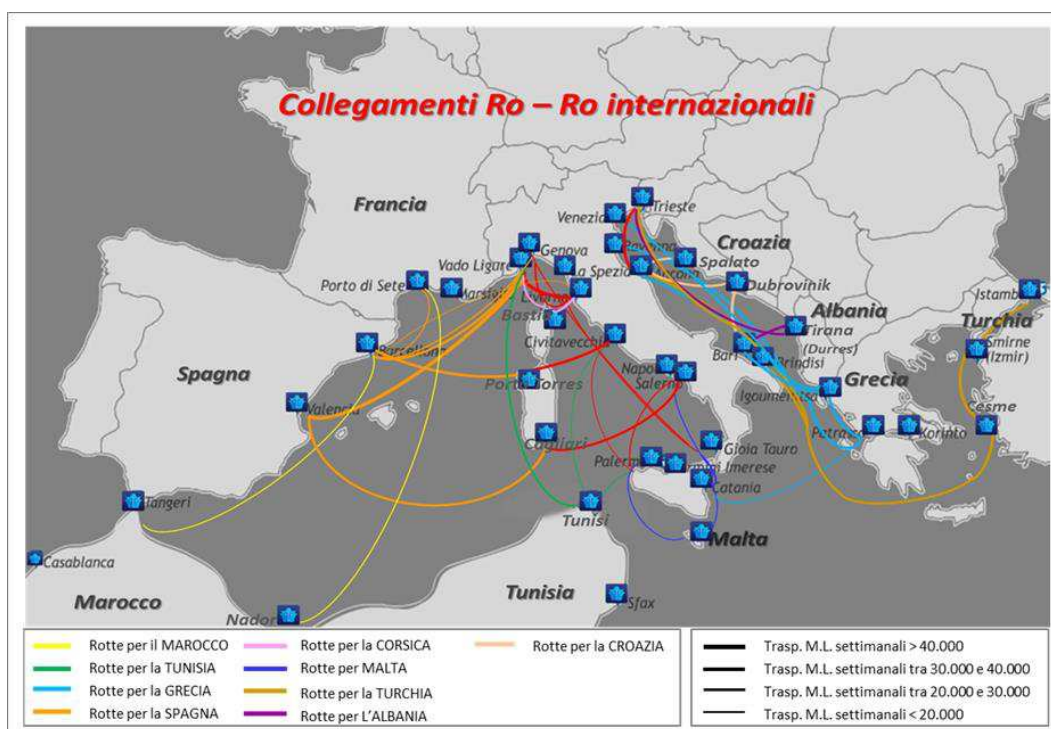 Collegamenti Ro – Ro internazionali
Francia
Venezia
Trieste
Genova
Ravenna
Croazia
Vado Ligure
La Spezia
Ancona
Spalato
Porto di Sete
Marsiglia
Livorno
Dubrovinik
Istambul
Bastia
Albania
Tirana
(Durres)
Turchia
Civitavecchia
Barcellona
Bari
Brindisi
Smirne
(Izmir)
Spagna
Napoli
Salerno
Porto Torres
Igoumenitsa
Grecia
Valencia
Cesme
Cagliari
Gioia Tauro
Patrasso
Korinto
Palermo
Termini Imerese
Catania
Tangeri
Tunisi
Malta
Casablanca
Marocco
Tunisia
Sfax
Nador
Rotte per il MAROCCO
Rotte per la TUNISIA
Rotte per la GRECIA
Rotte per la SPAGNA
Rotte per la CORSICA
Rotte per MALTA
Rotte per la TURCHIA
Rotte per L'ALBANIA
Rotte per la CROAZIA
Trasp. M.L. settimanali > 40.000
Trasp. M.L. settimanali tra 30.000 e 40.000
Trasp. M.L. settimanali tra 20.000 e 30.000
Trasp. M.L. settimanali < 20.000